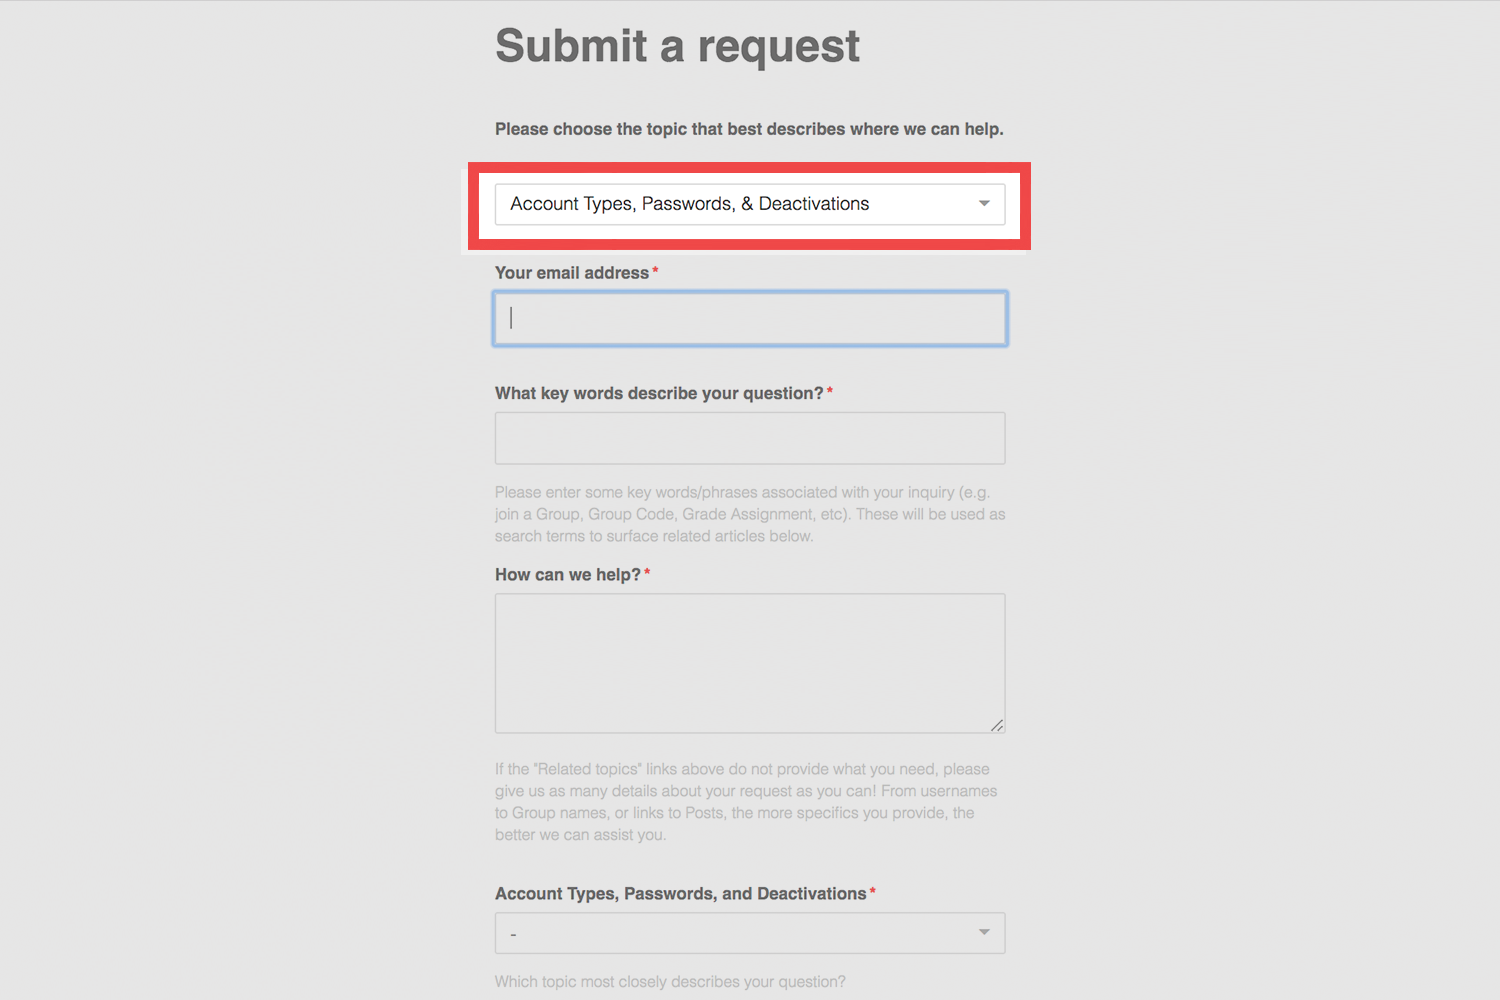 Submit a request
Please choose the topic that best describes where we can help.
Account Types, Passwords, & Deactivations
Your email address*
What key words describe your question?*
Please enter some key words/phrases associated with your inquiry (e.g.
join a Group, Group Code, Grade Assignment, etc). These will be used as
search terms to surface related articles below.
How can we help?*
If the "Related topics" links above do not provide what you need, please
give us as many details about your request as you can! From usernames
to Group names, or links to Posts, the more specifics you provide, the
better we can assist you.
Account Types, Passwords, and Deactivations*
-
Which topic most closely describes your question?